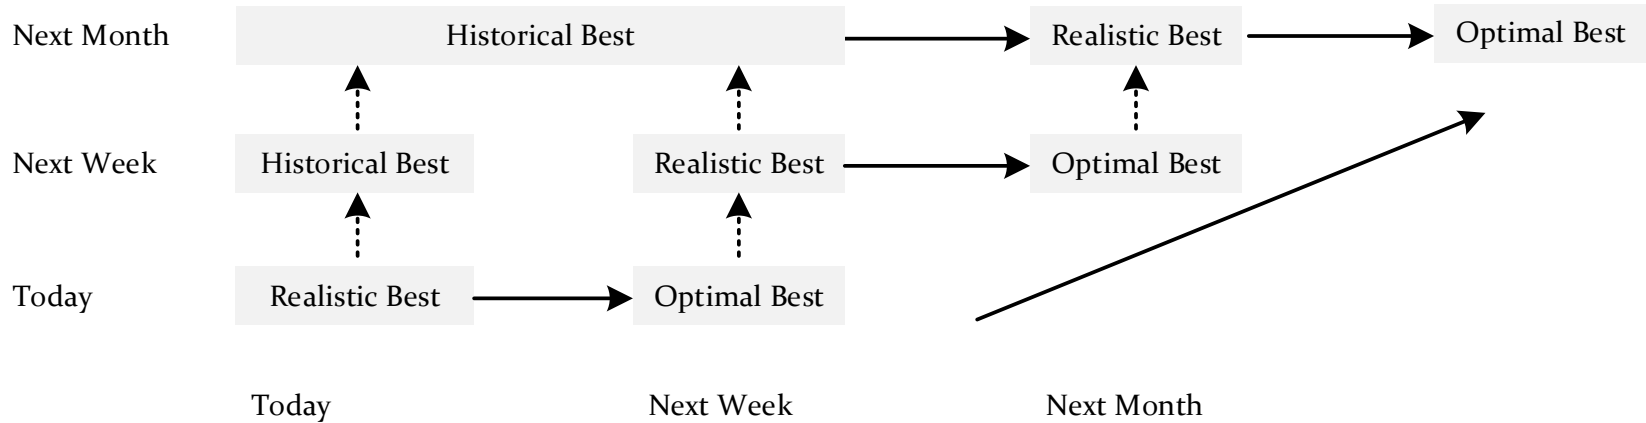 Next Month Historical Best Realistic Best Optimal Best
Next Week Historical Best Realistic Best Optimal Best
Today Realistic Best Optimal Best
Today Next Week Next Month